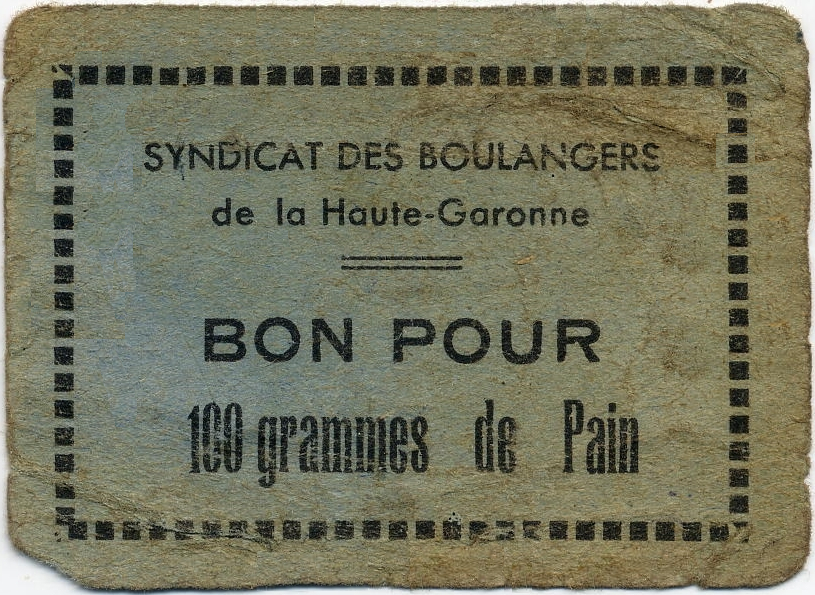 SYNDICAT DES BOULANGERS
de la Haute-Garonne
BON POUR
100 grammes de Pain